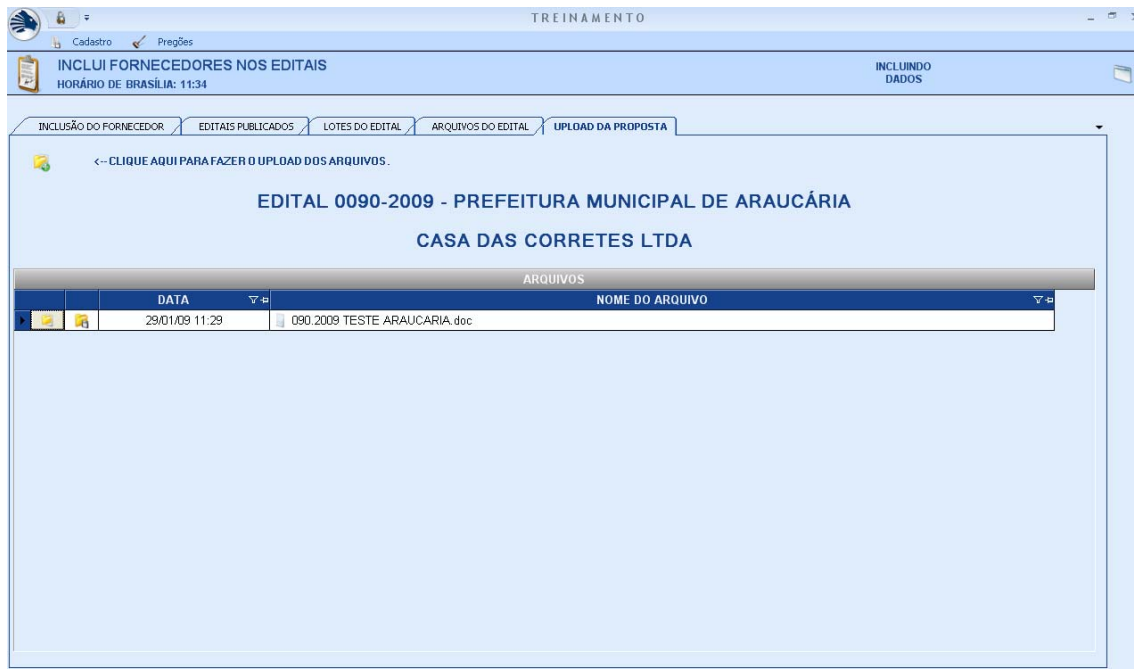 TREINAMENTO
Cadastro Pregões
INCLUI FORNECEDORES NOS EDITAIS
HORÁRIO DE BRASÍLIA: 11:34
INCLUINDO
DADOS
INCLUSÃO DO FORNECEDOR EDITAIS PUBLICADOS LOTES DO EDITAL ARQUIVOS DO EDITAL UPLOAD DA PROPOSTA
<-- CLIQUE AQUI PARA FAZER O UPLOAD DOS ARQUIVOS.
EDITAL 0090-2009 - PREFEITURA MUNICIPAL DE ARAUCÁRIA
CASA DAS CORRETES LTDA
ARQUIVOS
DATA NOME DO ARQUIVO
29/01/09 11:29 090.2009 TESTE ARAUCARIA.doc